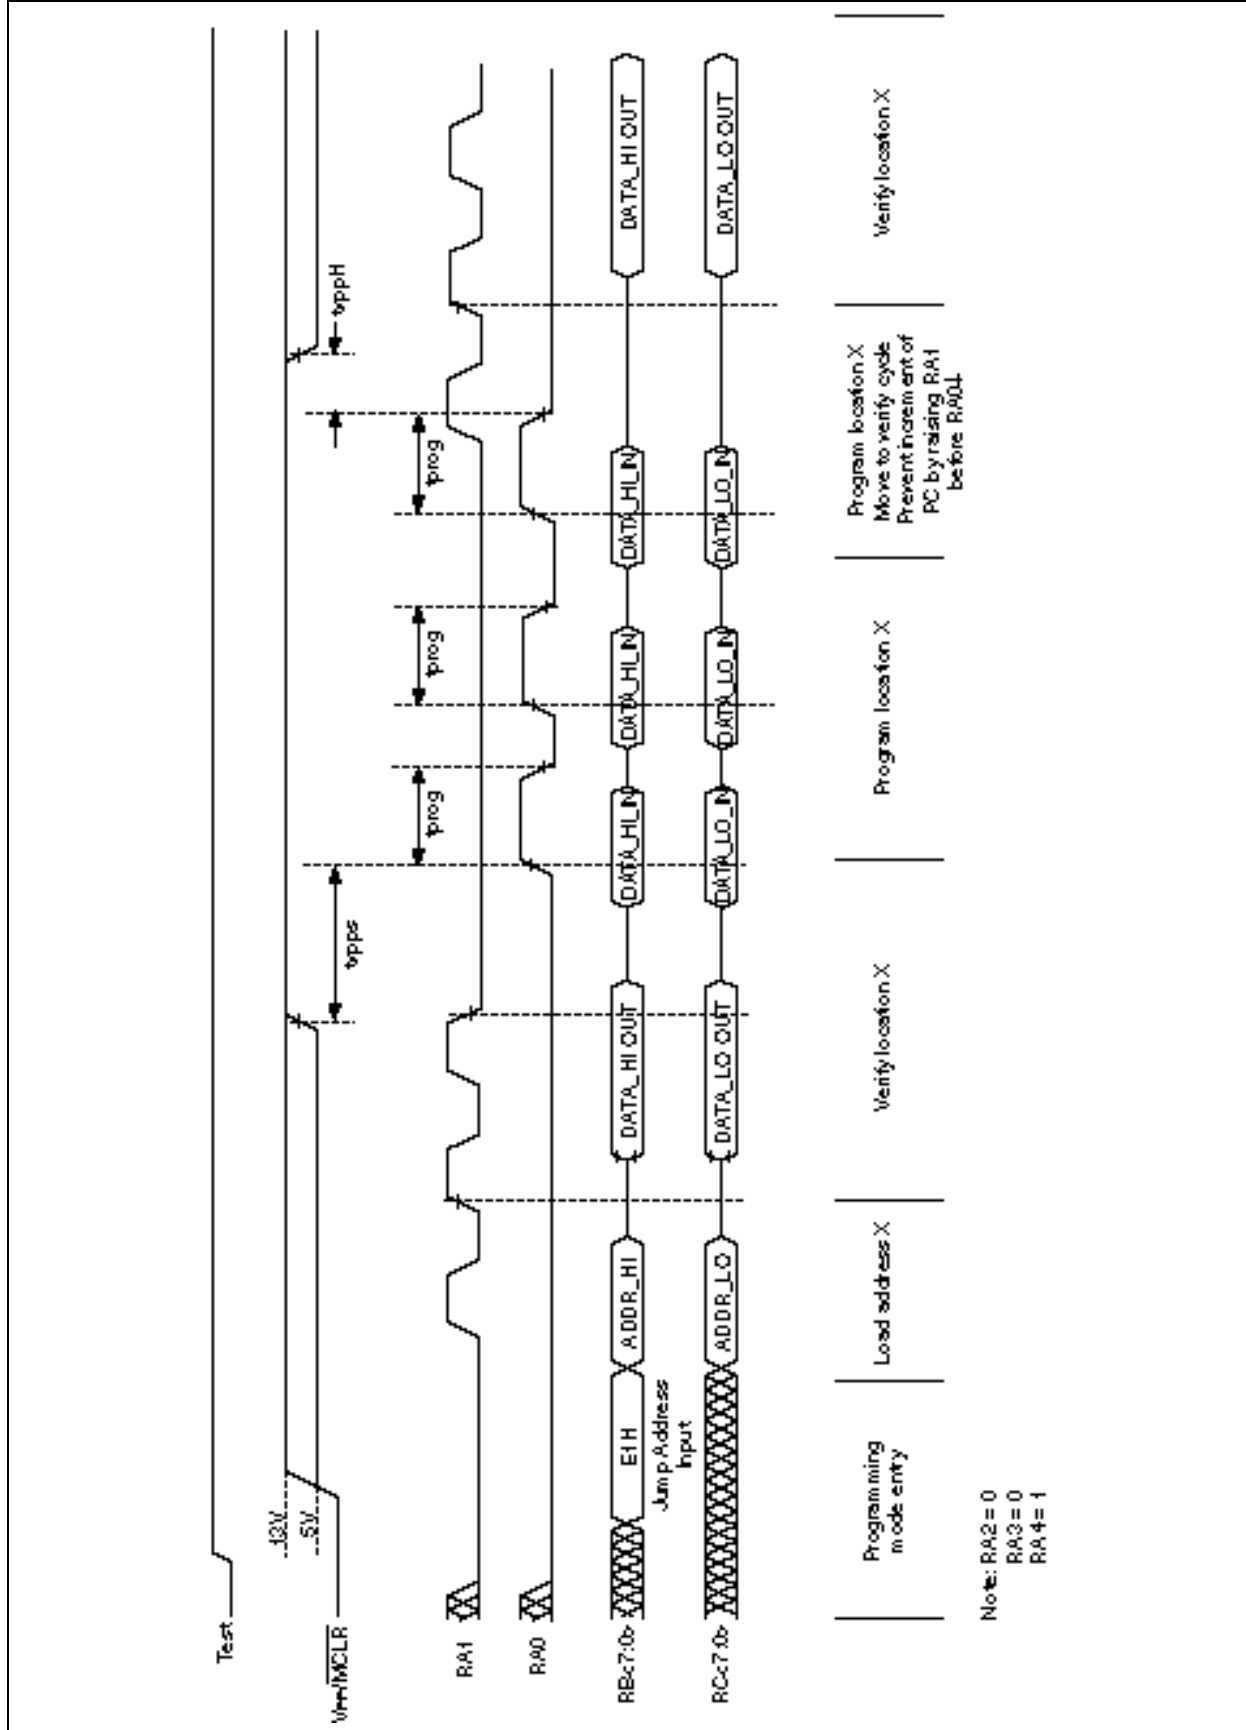 Test
VPP/MCLR
13V
5V
tvpps
tvppH
RA1
tprog
tprog
tprog
RA0
RB<7:0>
E1H
ADDR_HI
DATA_HI OUT
DATA_HI_IN
DATA_HI_IN
DATA_HI_IN
DATA_HI OUT
Jump Address
Input
RC<7:0>
ADDR_LO
DATA_LO OUT
DATA_LO_IN
DATA_LO_IN
DATA_LO_IN
DATA_LO OUT
Programming
mode entry
Load address X
Verify location X
Program location X
Program location X
Move to verify cycle
Prevent increment of
PC by raising RA1
before RA0↓
Verify location X
Note: RA2 = 0
RA3 = 0
RA4 = 1